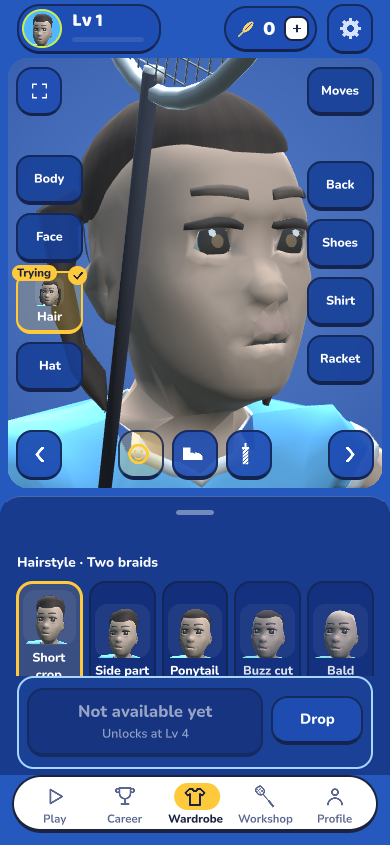 Lv 1
0
+
Moves
Body
Back
Face
Shoes
Trying
Hair
Shirt
Hat
Racket
Hairstyle · Two braids
Short
crop
Side part
Ponytail
Buzz cut
Bald
Not available yet
Unlocks at Lv 4
Drop
Play
Career
Wardrobe
Workshop
Profile